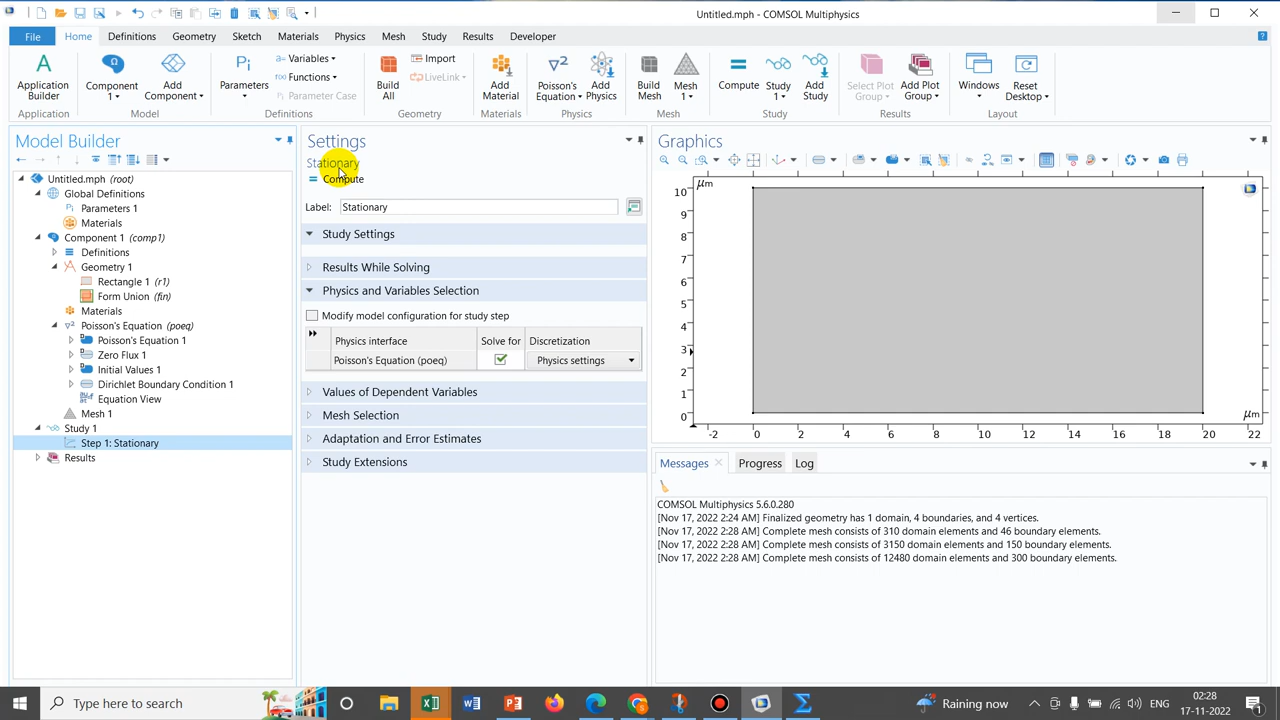 Untitled.mph - COMSOL Multiphysics
File Home Definitions Geometry Sketch Materials Physics Mesh Study Results Developer
Application Builder
Component 1
Add Component
Pi Parameters
a= Variables
f(x) Functions
Pi Parameter Case
Build All
Import
LiveLink
Add Material
Poisson's Equation
Add Physics
Build Mesh
Mesh 1
Compute
Study 1
Add Study
Select Plot Group
Add Plot Group
Windows
Reset Desktop
Application Model Definitions Geometry Materials Physics Mesh Study Results Layout
Model Builder
Untitled.mph (root)
Global Definitions
Pi Parameters 1
Materials
Component 1 (comp1)
Definitions
Geometry 1
Rectangle 1 (r1)
Form Union (fin)
Materials
Poisson's Equation (poeq)
Poisson's Equation 1
Zero Flux 1
Initial Values 1
Dirichlet Boundary Condition 1
Equation View
Mesh 1
Study 1
Step 1: Stationary
Results
Settings
Stationary
= Compute
Label: Stationary
Study Settings
Results While Solving
Physics and Variables Selection
Modify model configuration for study step
Physics interface Solve for Discretization
Poisson's Equation (poeq) Physics settings
Values of Dependent Variables
Mesh Selection
Adaptation and Error Estimates
Study Extensions
Graphics
μm
10
9
8
7
6
5
4
3
2
1
0
μm
-2 0 2 4 6 8 10 12 14 16 18 20 22
Messages Progress Log
COMSOL Multiphysics 5.6.0.280
[Nov 17, 2022 2:24 AM] Finalized geometry has 1 domain, 4 boundaries, and 4 vertices.
[Nov 17, 2022 2:28 AM] Complete mesh consists of 310 domain elements and 46 boundary elements.
[Nov 17, 2022 2:28 AM] Complete mesh consists of 3150 domain elements and 150 boundary elements.
[Nov 17, 2022 2:28 AM] Complete mesh consists of 12480 domain elements and 300 boundary elements.
Type here to search
Raining now
ENG
02:28
17-11-2022